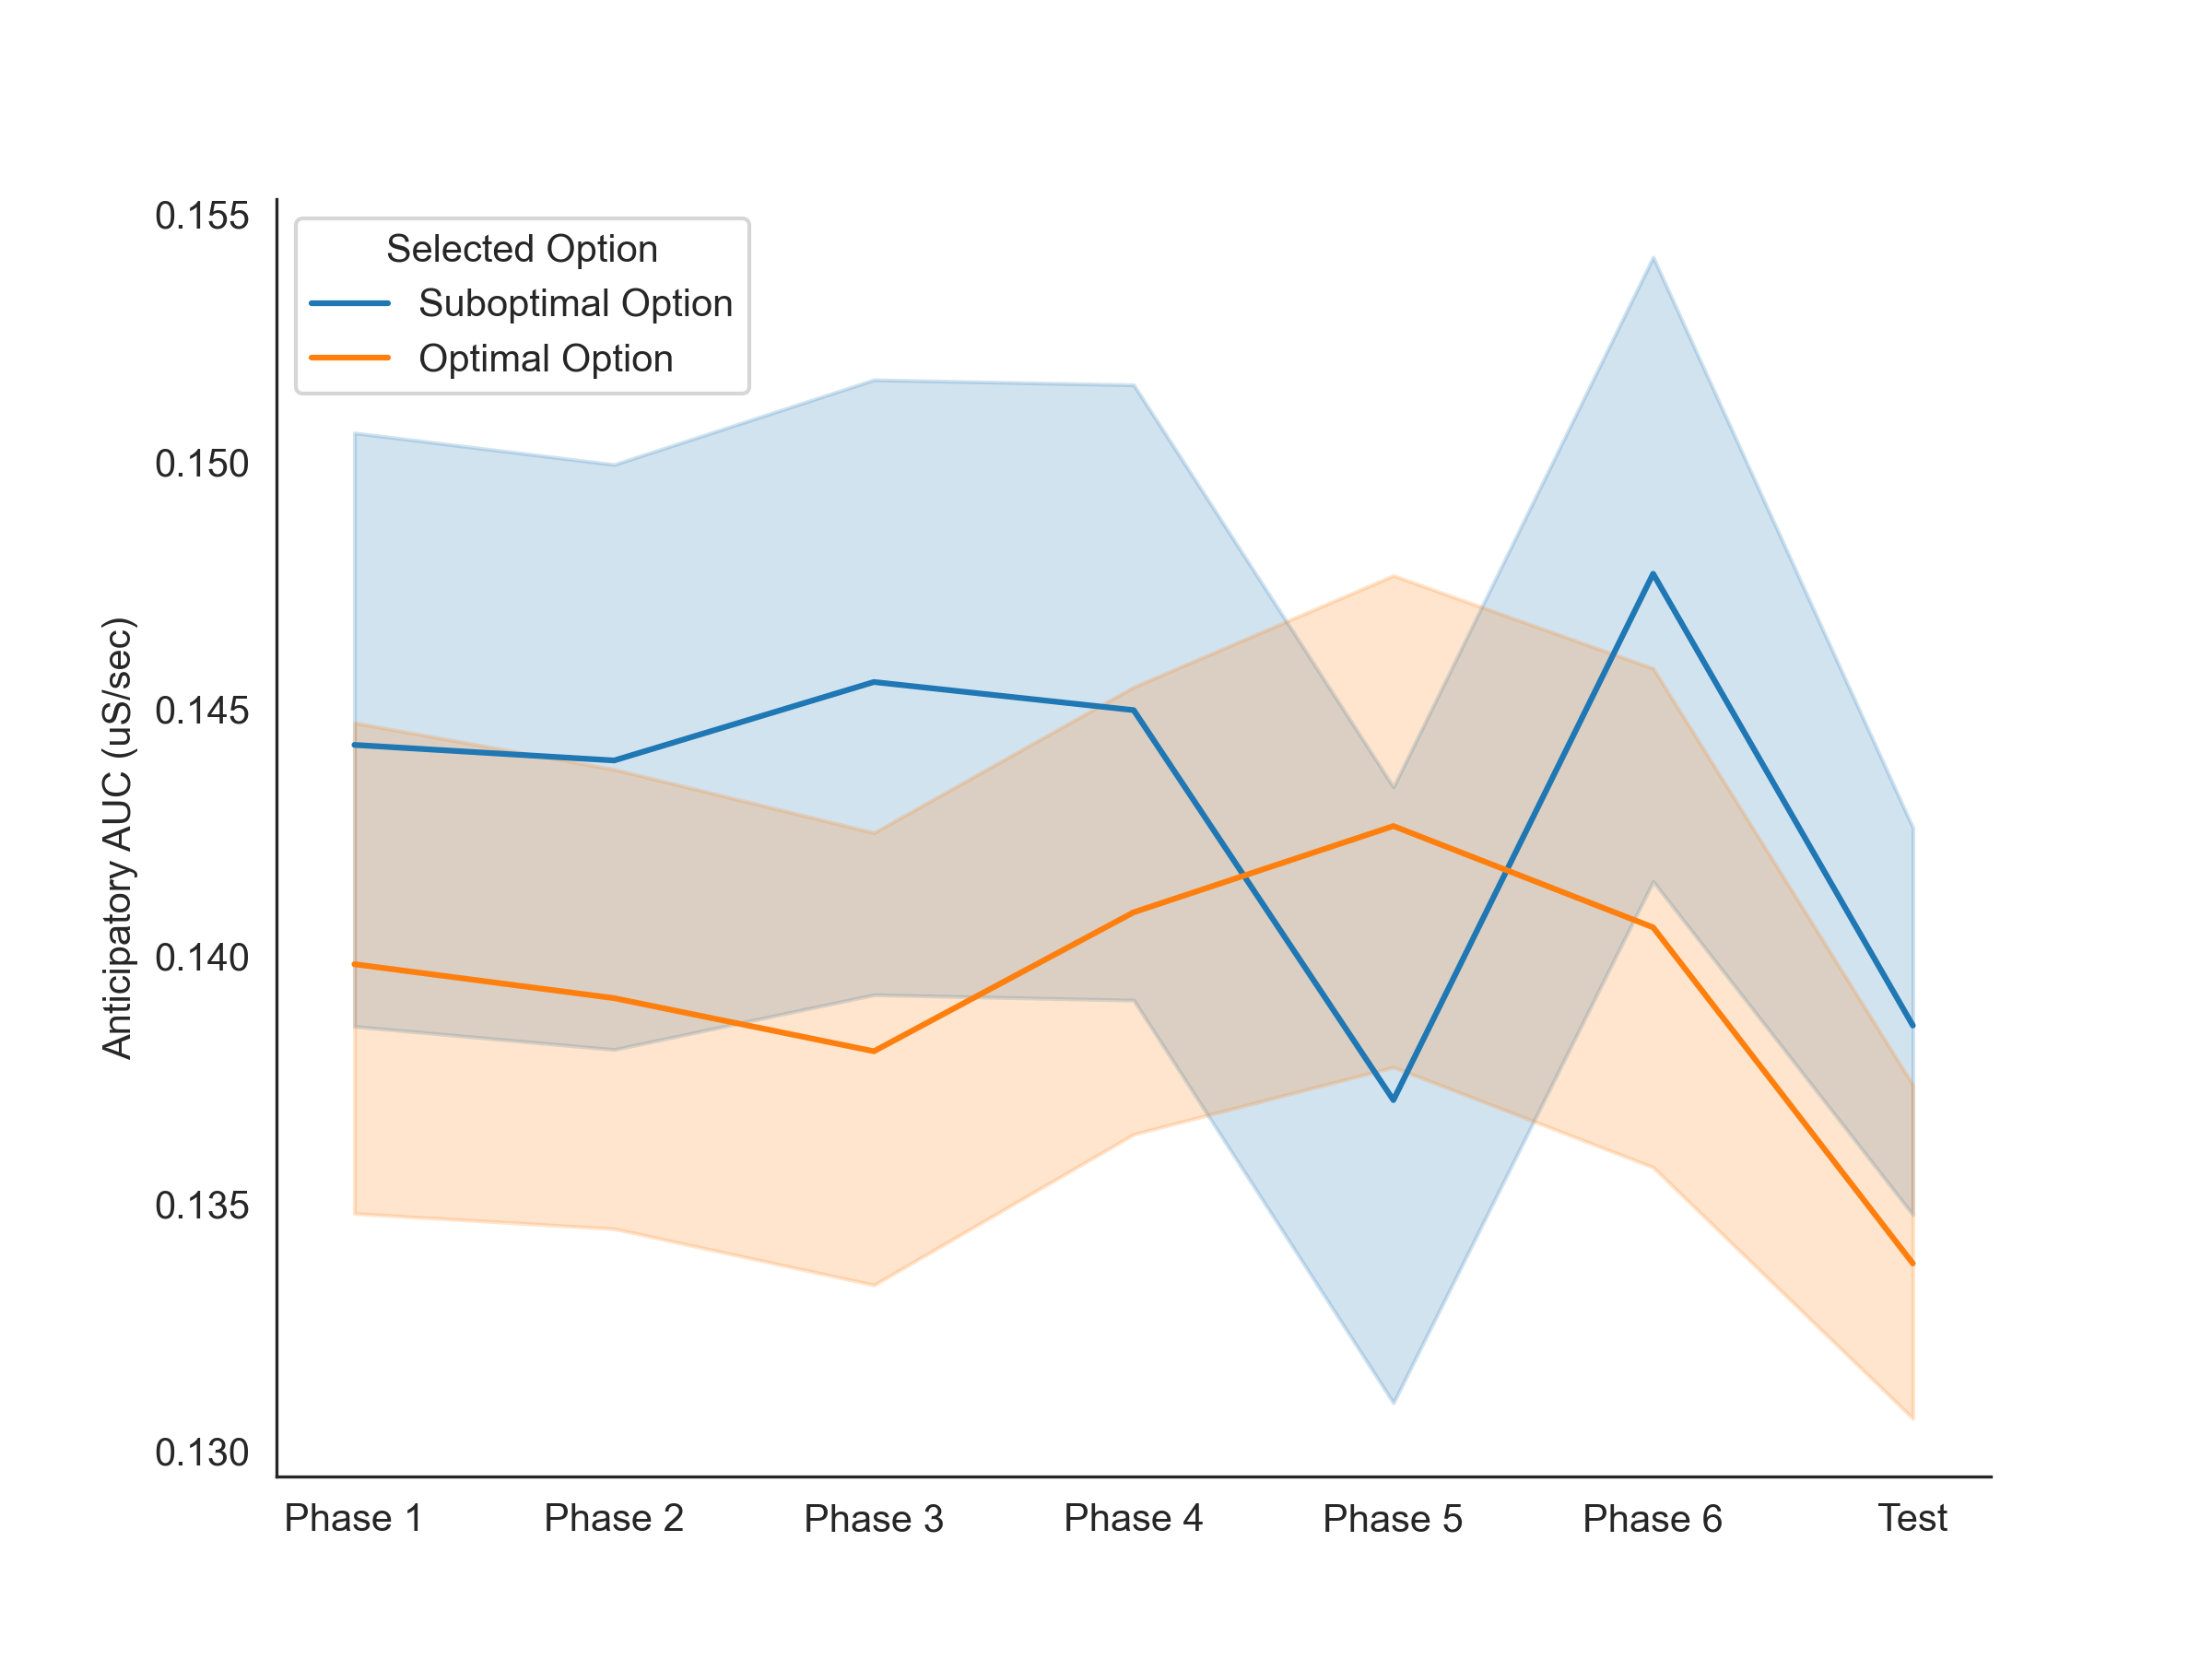 0.155
0.150
0.145
0.140
0.135
0.130
Anticipatory AUC (uS/sec)
Selected Option
Suboptimal Option
Optimal Option
Phase 1
Phase 2
Phase 3
Phase 4
Phase 5
Phase 6
Test